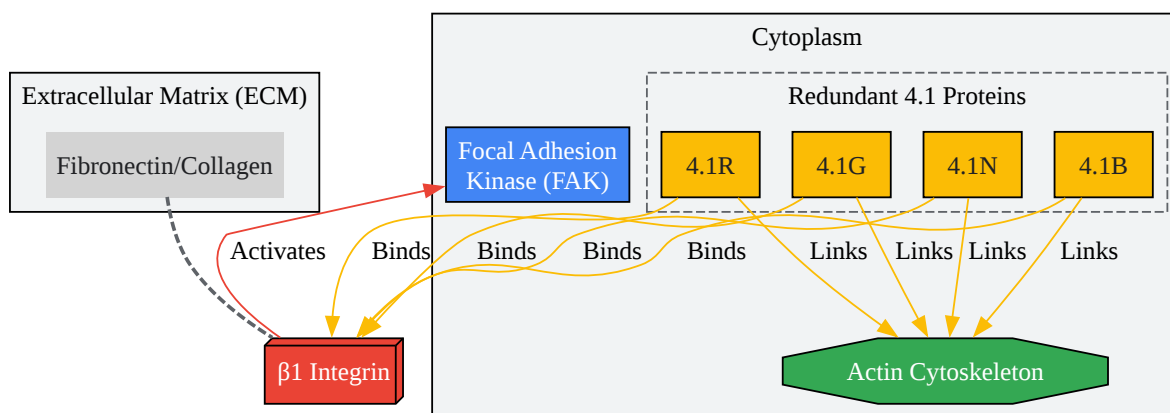 Cytoplasm
Extracellular Matrix (ECM)
Redundant 4.1 Proteins
Fibronectin/Collagen
Focal Adhesion
Kinase (FAK)
4.1R
4.1G
4.1N
4.1B
Activates
Binds
Binds
Binds
Binds
Links
Links
Links
Links
β1 Integrin
Actin Cytoskeleton